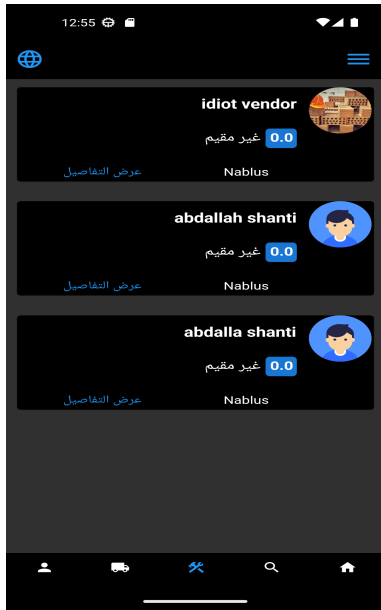 12:55
idiot vendor
0.0 غير مقيم
Nablus عرض التفاصيل
abdallah shanti
0.0 غير مقيم
Nablus عرض التفاصيل
abdalla shanti
0.0 غير مقيم
Nablus عرض التفاصيل